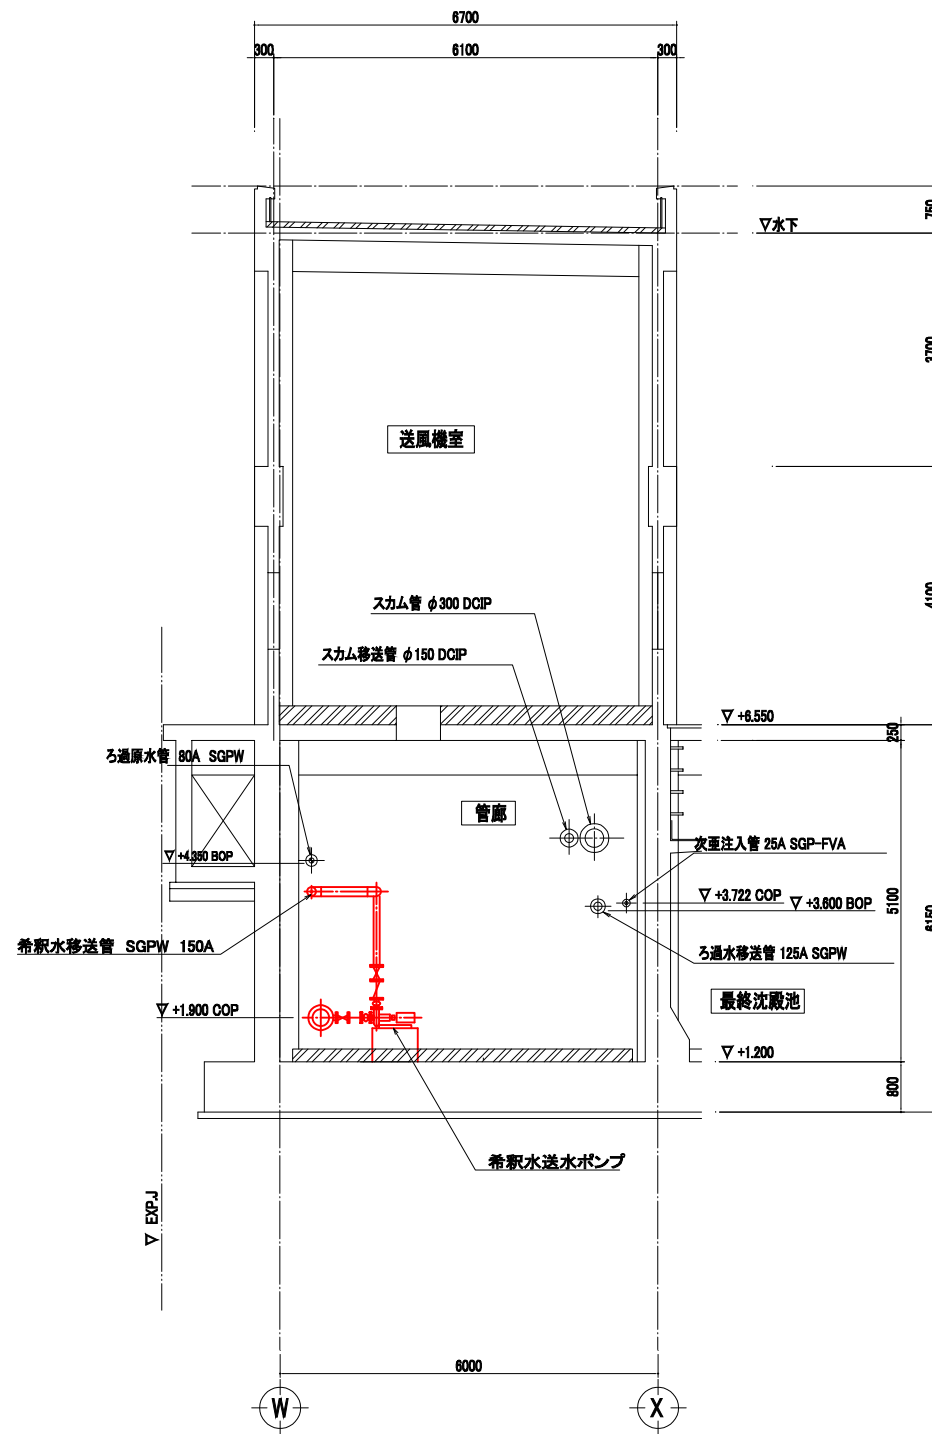 6700
300
6100
300
750
▽水下
3700
送風機室
4100
スカム管 φ300 DCIP
スカム移送管 φ150 DCIP
▽ +6.550
250
ろ過原水管 80A SGPW
管廊
次亜注入管 25A SGP-FVA
▽ +4.350 BOP
▽ +3.722 COP
▽ +3.600 BOP
5100
6150
希釈水移送管 SGPW 150A
ろ過水移送管 125A SGPW
最終沈殿池
▽ +1.900 COP
▽ +1.200
800
希釈水送水ポンプ
▽ EXP.J
6000
W
X